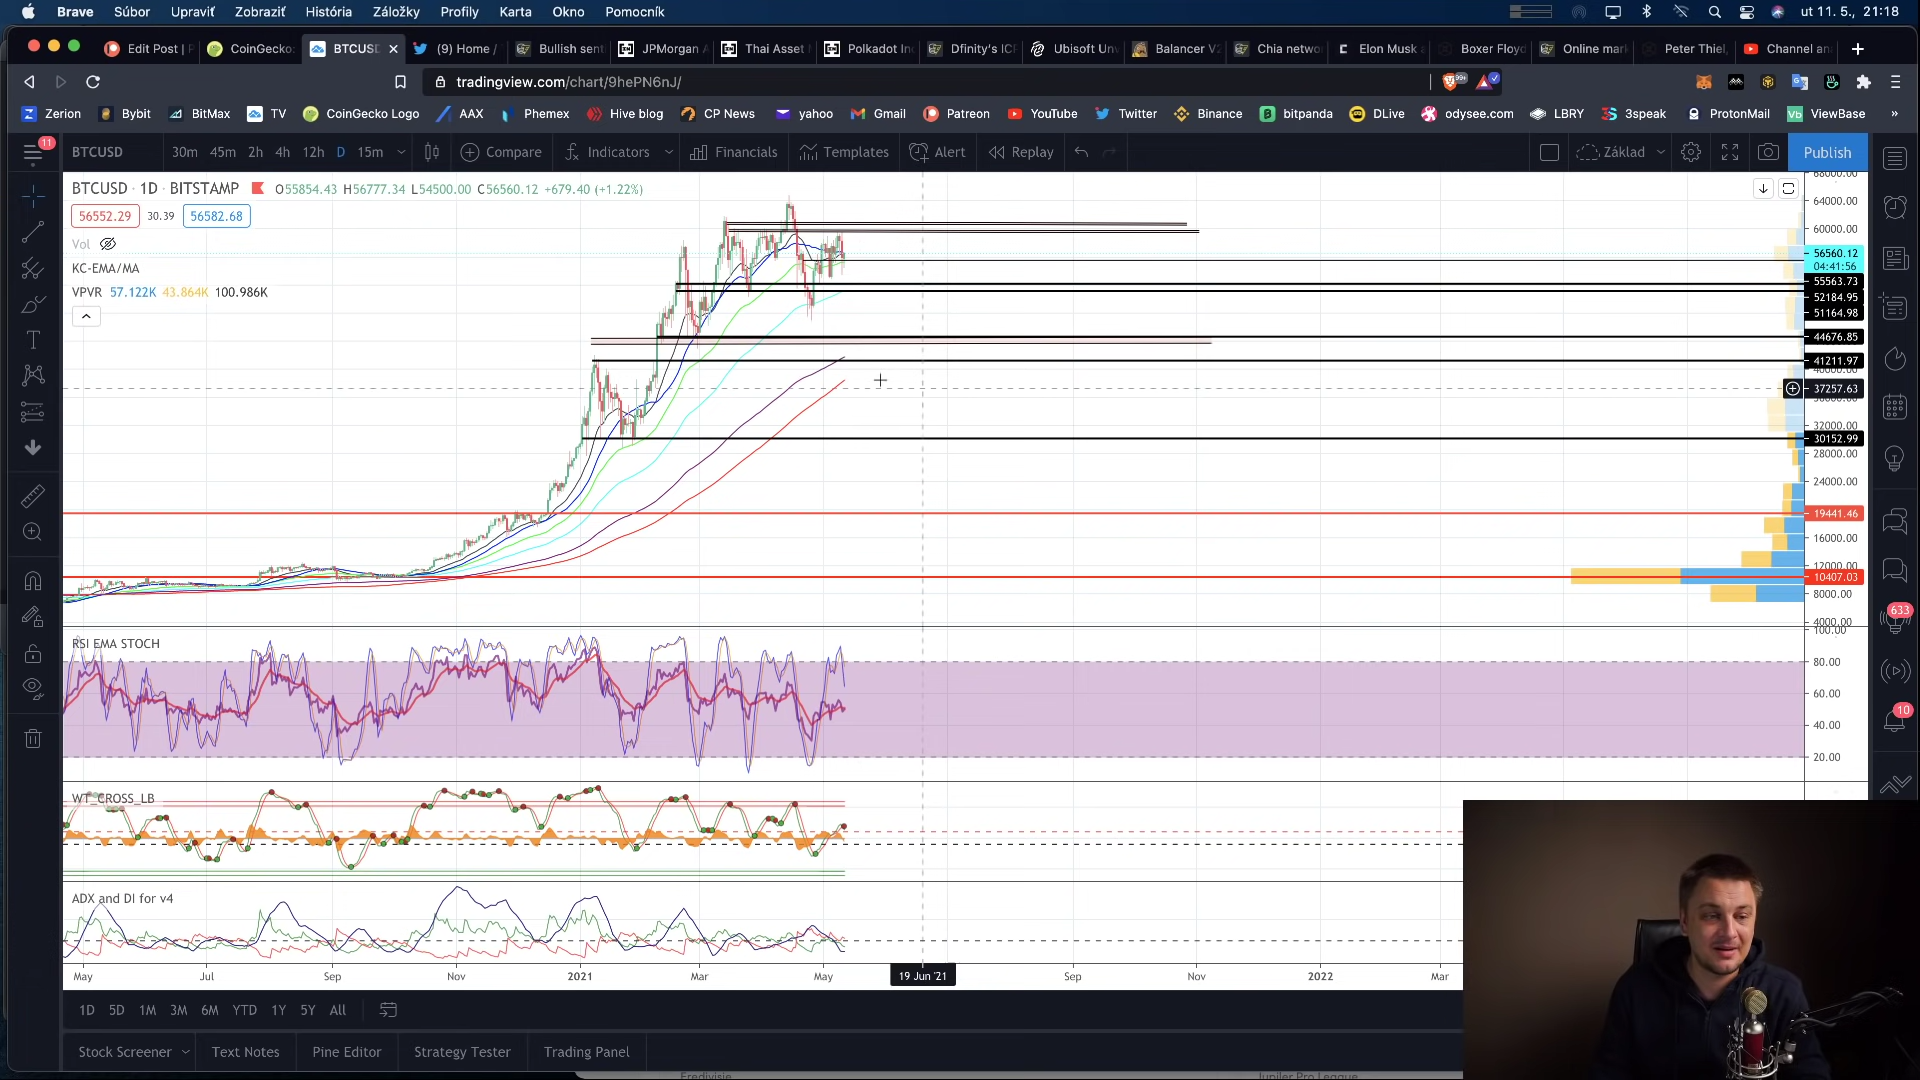 Brave Súbor Upraviť Zobraziť História Záložky Profily Karta Okno Pomocník ut 11. 5., 21:18
Edit Post | P CoinGecko: BTCUSD (9) Home / Bullish sent JPMorgan A Thai Asset Polkadot In Dfinity's ICP Ubisoft Un Balancer V2 Chia netwo Elon Musk a Boxer Floyd Online mar Peter Thiel, Channel an
tradingview.com/chart/9hePN6nJ/
Zerion Bybit BitMax TV CoinGecko Logo AAX Phemex Hive blog CP News yahoo Gmail Patreon YouTube Twitter Binance bitpanda DLive odysee.com LBRY 3speak ProtonMail ViewBase »
11 BTCUSD 30m 45m 2h 4h 12h D 15m Compare Indicators Financials Templates Alert Replay Základ Publish
BTCUSD · 1D · BITSTAMP O55854.43 H56777.34 L54500.00 C56560.12 +679.40 (+1.22%)
56552.29 30.39 56582.68
Vol
KC-EMA/MA
VPVR 57.122K 43.864K 100.986K
68000.00
64000.00
60000.00
56560.12
04:41:56
55563.73
52184.95
51164.98
44676.85
41211.97
40000.00
37257.63
32000.00
30152.99
28000.00
24000.00
19441.46
16000.00
12000.00
10407.03
8000.00
4000.00
100.00
RSI EMA STOCH
80.00
60.00
40.00
20.00
WT_CROSS_LB
ADX and DI for v4
633
10
May Jul Sep Nov 2021 Mar May 19 Jun '21 Sep Nov 2022 Mar
1D 5D 1M 3M 6M YTD 1Y 5Y All
Stock Screener Text Notes Pine Editor Strategy Tester Trading Panel
Eredivisie Jupiler Pro League